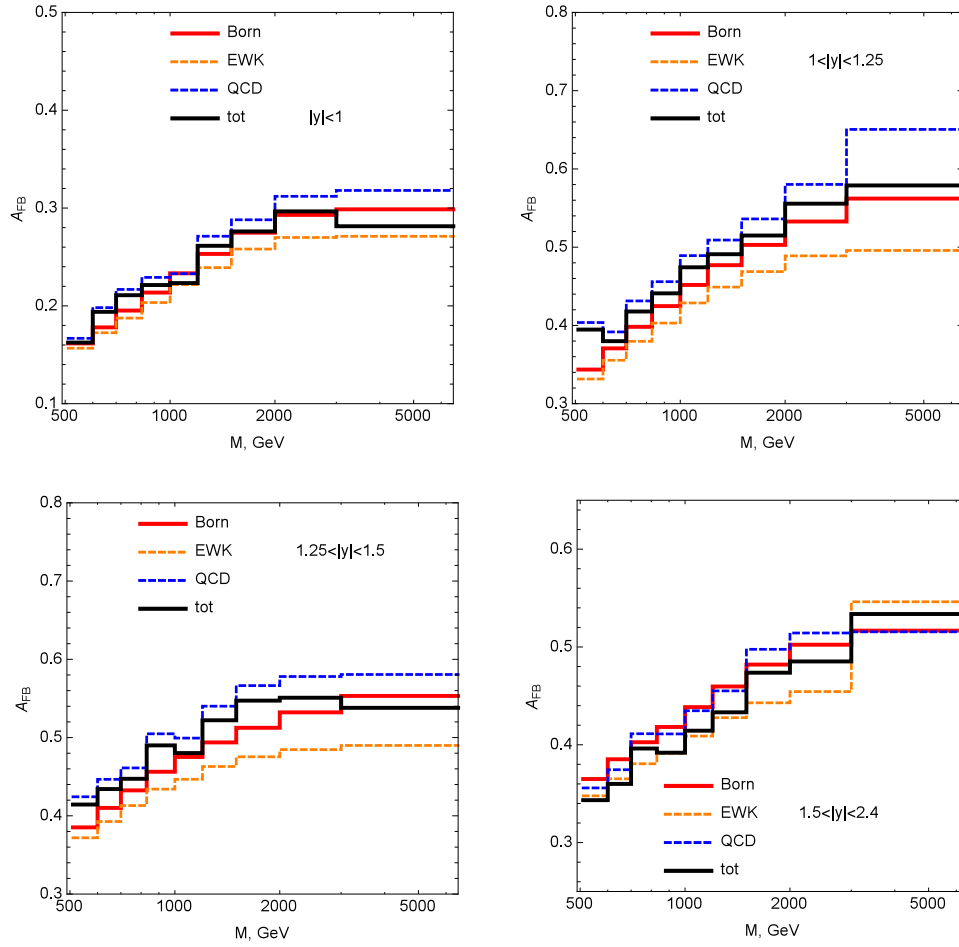 0.5
0.4
0.3
0.2
0.1
A_FB
Born
EWK
QCD
tot
|y|<1
500
1000
2000
5000
M, GeV
0.8
0.7
0.6
0.5
0.4
0.3
A_FB
Born
EWK
QCD
tot
1<|y|<1.25
500
1000
2000
5000
M, GeV
0.8
0.7
0.6
0.5
0.4
0.3
A_FB
Born
EWK
QCD
tot
1.25<|y|<1.5
500
1000
2000
5000
M, GeV
0.6
0.5
0.4
0.3
A_FB
Born
EWK
QCD
tot
1.5<|y|<2.4
500
1000
2000
5000
M, GeV